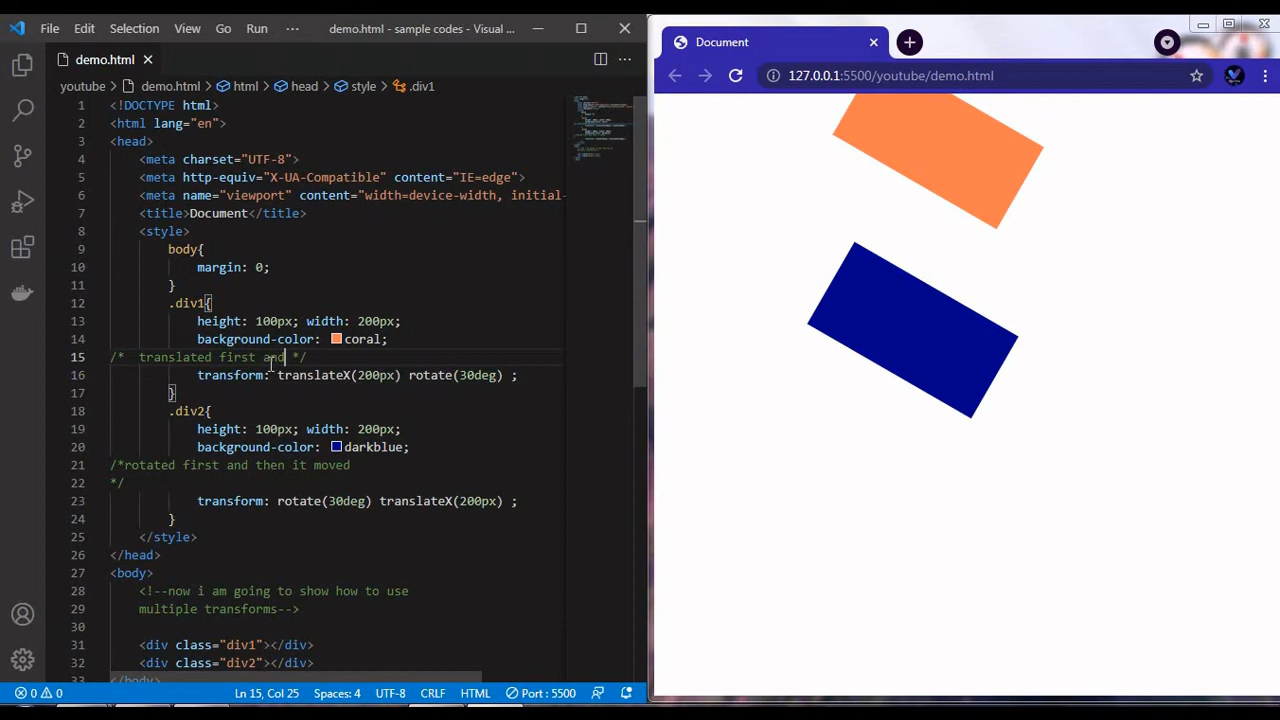 File Edit Selection View Go Run ··· demo.html - sample codes - Visual ...
demo.html
youtube > demo.html > html > head > style > .div1
1 <!DOCTYPE html>
2 <html lang="en">
3 <head>
4 <meta charset="UTF-8">
5 <meta http-equiv="X-UA-Compatible" content="IE=edge">
6 <meta name="viewport" content="width=device-width, initial-
7 <title>Document</title>
8 <style>
9 body{
10 margin: 0;
11 }
12 .div1{
13 height: 100px; width: 200px;
14 background-color: coral;
15 /* translated first and */
16 transform: translateX(200px) rotate(30deg) ;
17 }
18 .div2{
19 height: 100px; width: 200px;
20 background-color: darkblue;
21 /*rotated first and then it moved
22 */
23 transform: rotate(30deg) translateX(200px) ;
24 }
25 </style>
26 </head>
27 <body>
28 <!--now i am going to show how to use
29 multiple transforms-->
30
31 <div class="div1"></div>
32 <div class="div2"></div>
33 </body>
0 0 Ln 15, Col 25 Spaces: 4 UTF-8 CRLF HTML Port : 5500
Document
127.0.0.1:5500/youtube/demo.html